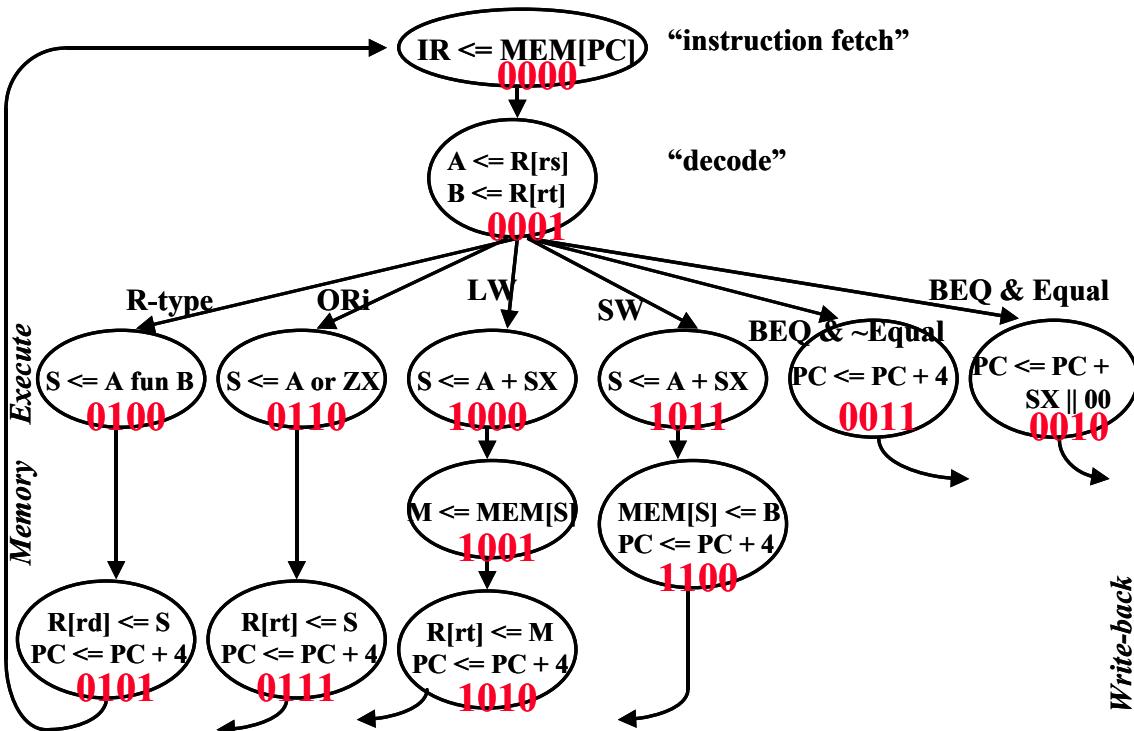 IR <= MEM[PC]
0000
“instruction fetch”
A <= R[rs]
B <= R[rt]
0001
“decode”
R-type
ORi
LW
SW
BEQ & ~Equal
BEQ & Equal
Execute
S <= A fun B
0100
S <= A or ZX
0110
S <= A + SX
1000
S <= A + SX
1011
PC <= PC + 4
0011
PC <= PC +
SX || 00
0010
Memory
M <= MEM[S]
1001
MEM[S] <= B
PC <= PC + 4
1100
R[rd] <= S
PC <= PC + 4
0101
R[rt] <= S
PC <= PC + 4
0111
R[rt] <= M
PC <= PC + 4
1010
Write-back